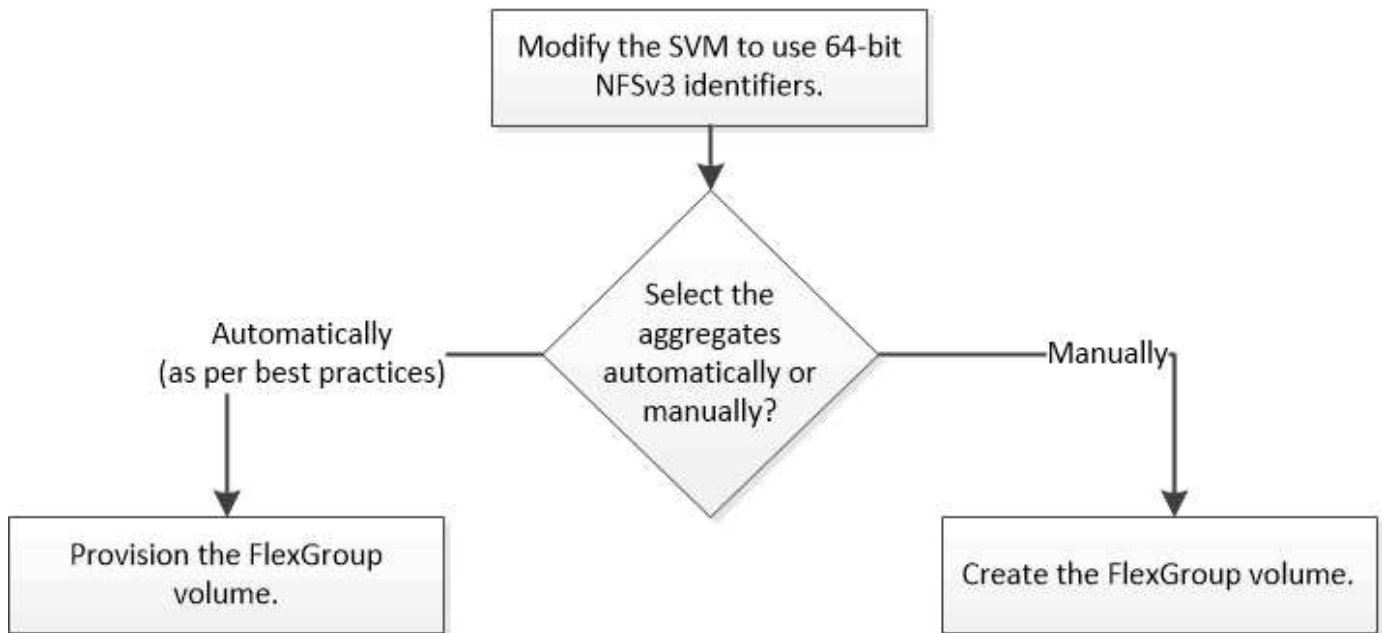 Modify the SVM to use 64-bit
NFSv3 identifiers.
Select the
aggregates
automatically or
manually?
Automatically
(as per best practices)
Manually
Provision the FlexGroup
volume.
Create the FlexGroup volume.